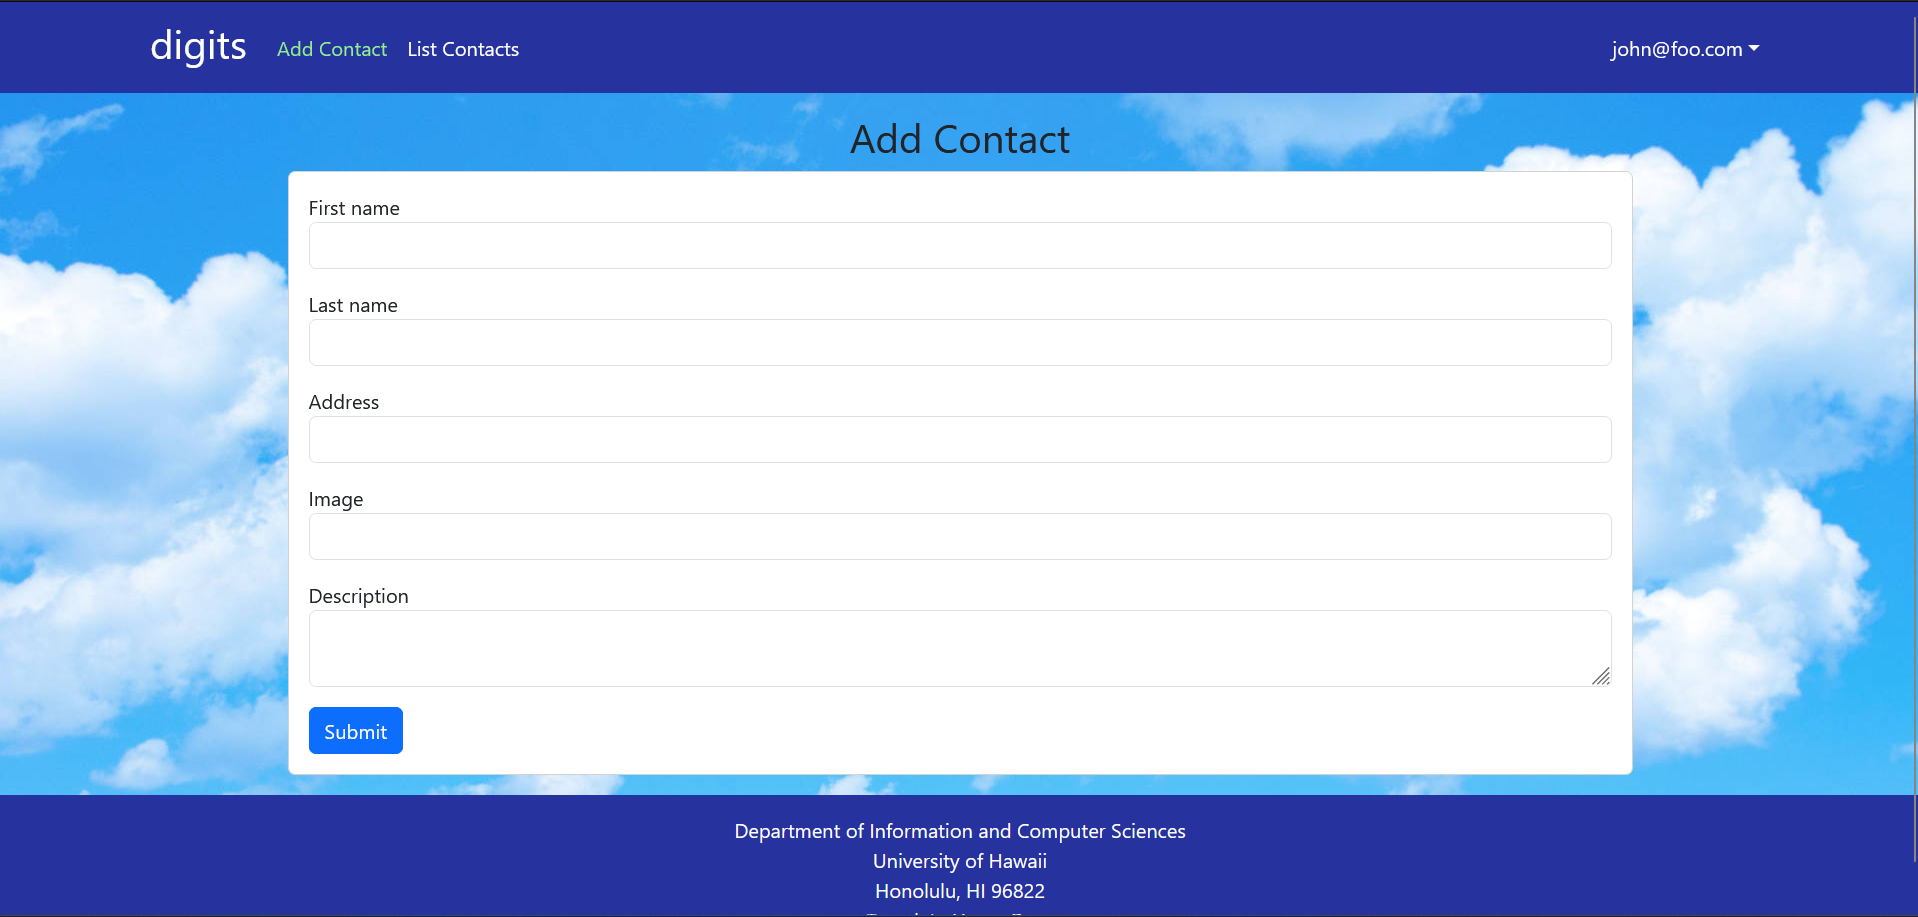 digits Add Contact List Contacts john@foo.com
Add Contact
First name
Last name
Address
Image
Description
Submit
Department of Information and Computer Sciences
University of Hawaii
Honolulu, HI 96822